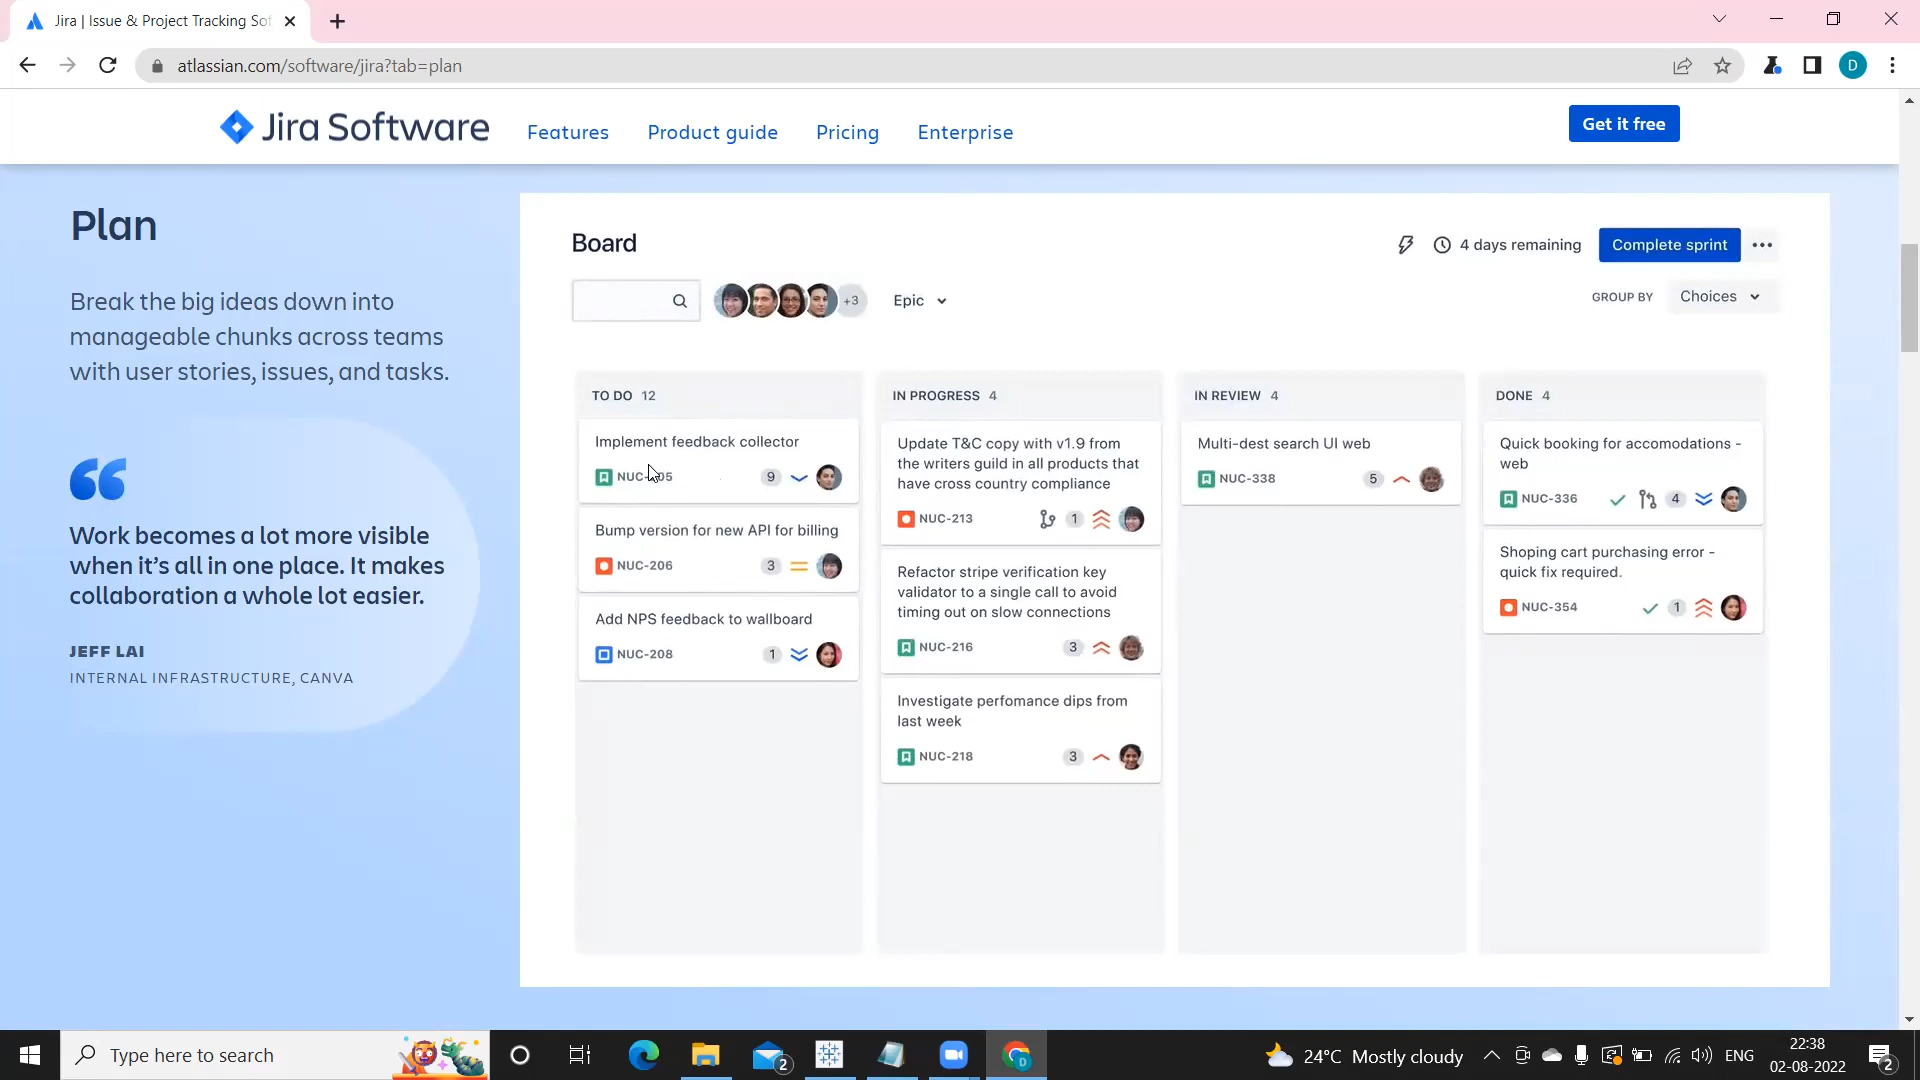 Jira | Issue & Project Tracking Sof
atlassian.com/software/jira?tab=plan
D
Jira Software
Features
Product guide
Pricing
Enterprise
Get it free
Plan
Break the big ideas down into
manageable chunks across teams
with user stories, issues, and tasks.
Work becomes a lot more visible
when it's all in one place. It makes
collaboration a whole lot easier.
JEFF LAI
INTERNAL INFRASTRUCTURE, CANVA
Board
4 days remaining
Complete sprint
+3
Epic
GROUP BY
Choices
TO DO 12
Implement feedback collector
9
Bump version for new API for billing
NUC-206
3
Add NPS feedback to wallboard
NUC-208
1
IN PROGRESS 4
Update T&C copy with v1.9 from
the writers guild in all products that
have cross country compliance
NUC-213
1
Refactor stripe verification key
validator to a single call to avoid
timing out on slow connections
NUC-216
3
Investigate perfomance dips from
last week
NUC-218
3
IN REVIEW 4
Multi-dest search UI web
NUC-338
5
DONE 4
Quick booking for accomodations -
web
NUC-336
4
Shoping cart purchasing error -
quick fix required.
NUC-354
1
Type here to search
2
D
24°C Mostly cloudy
ENG
22:38
02-08-2022
2